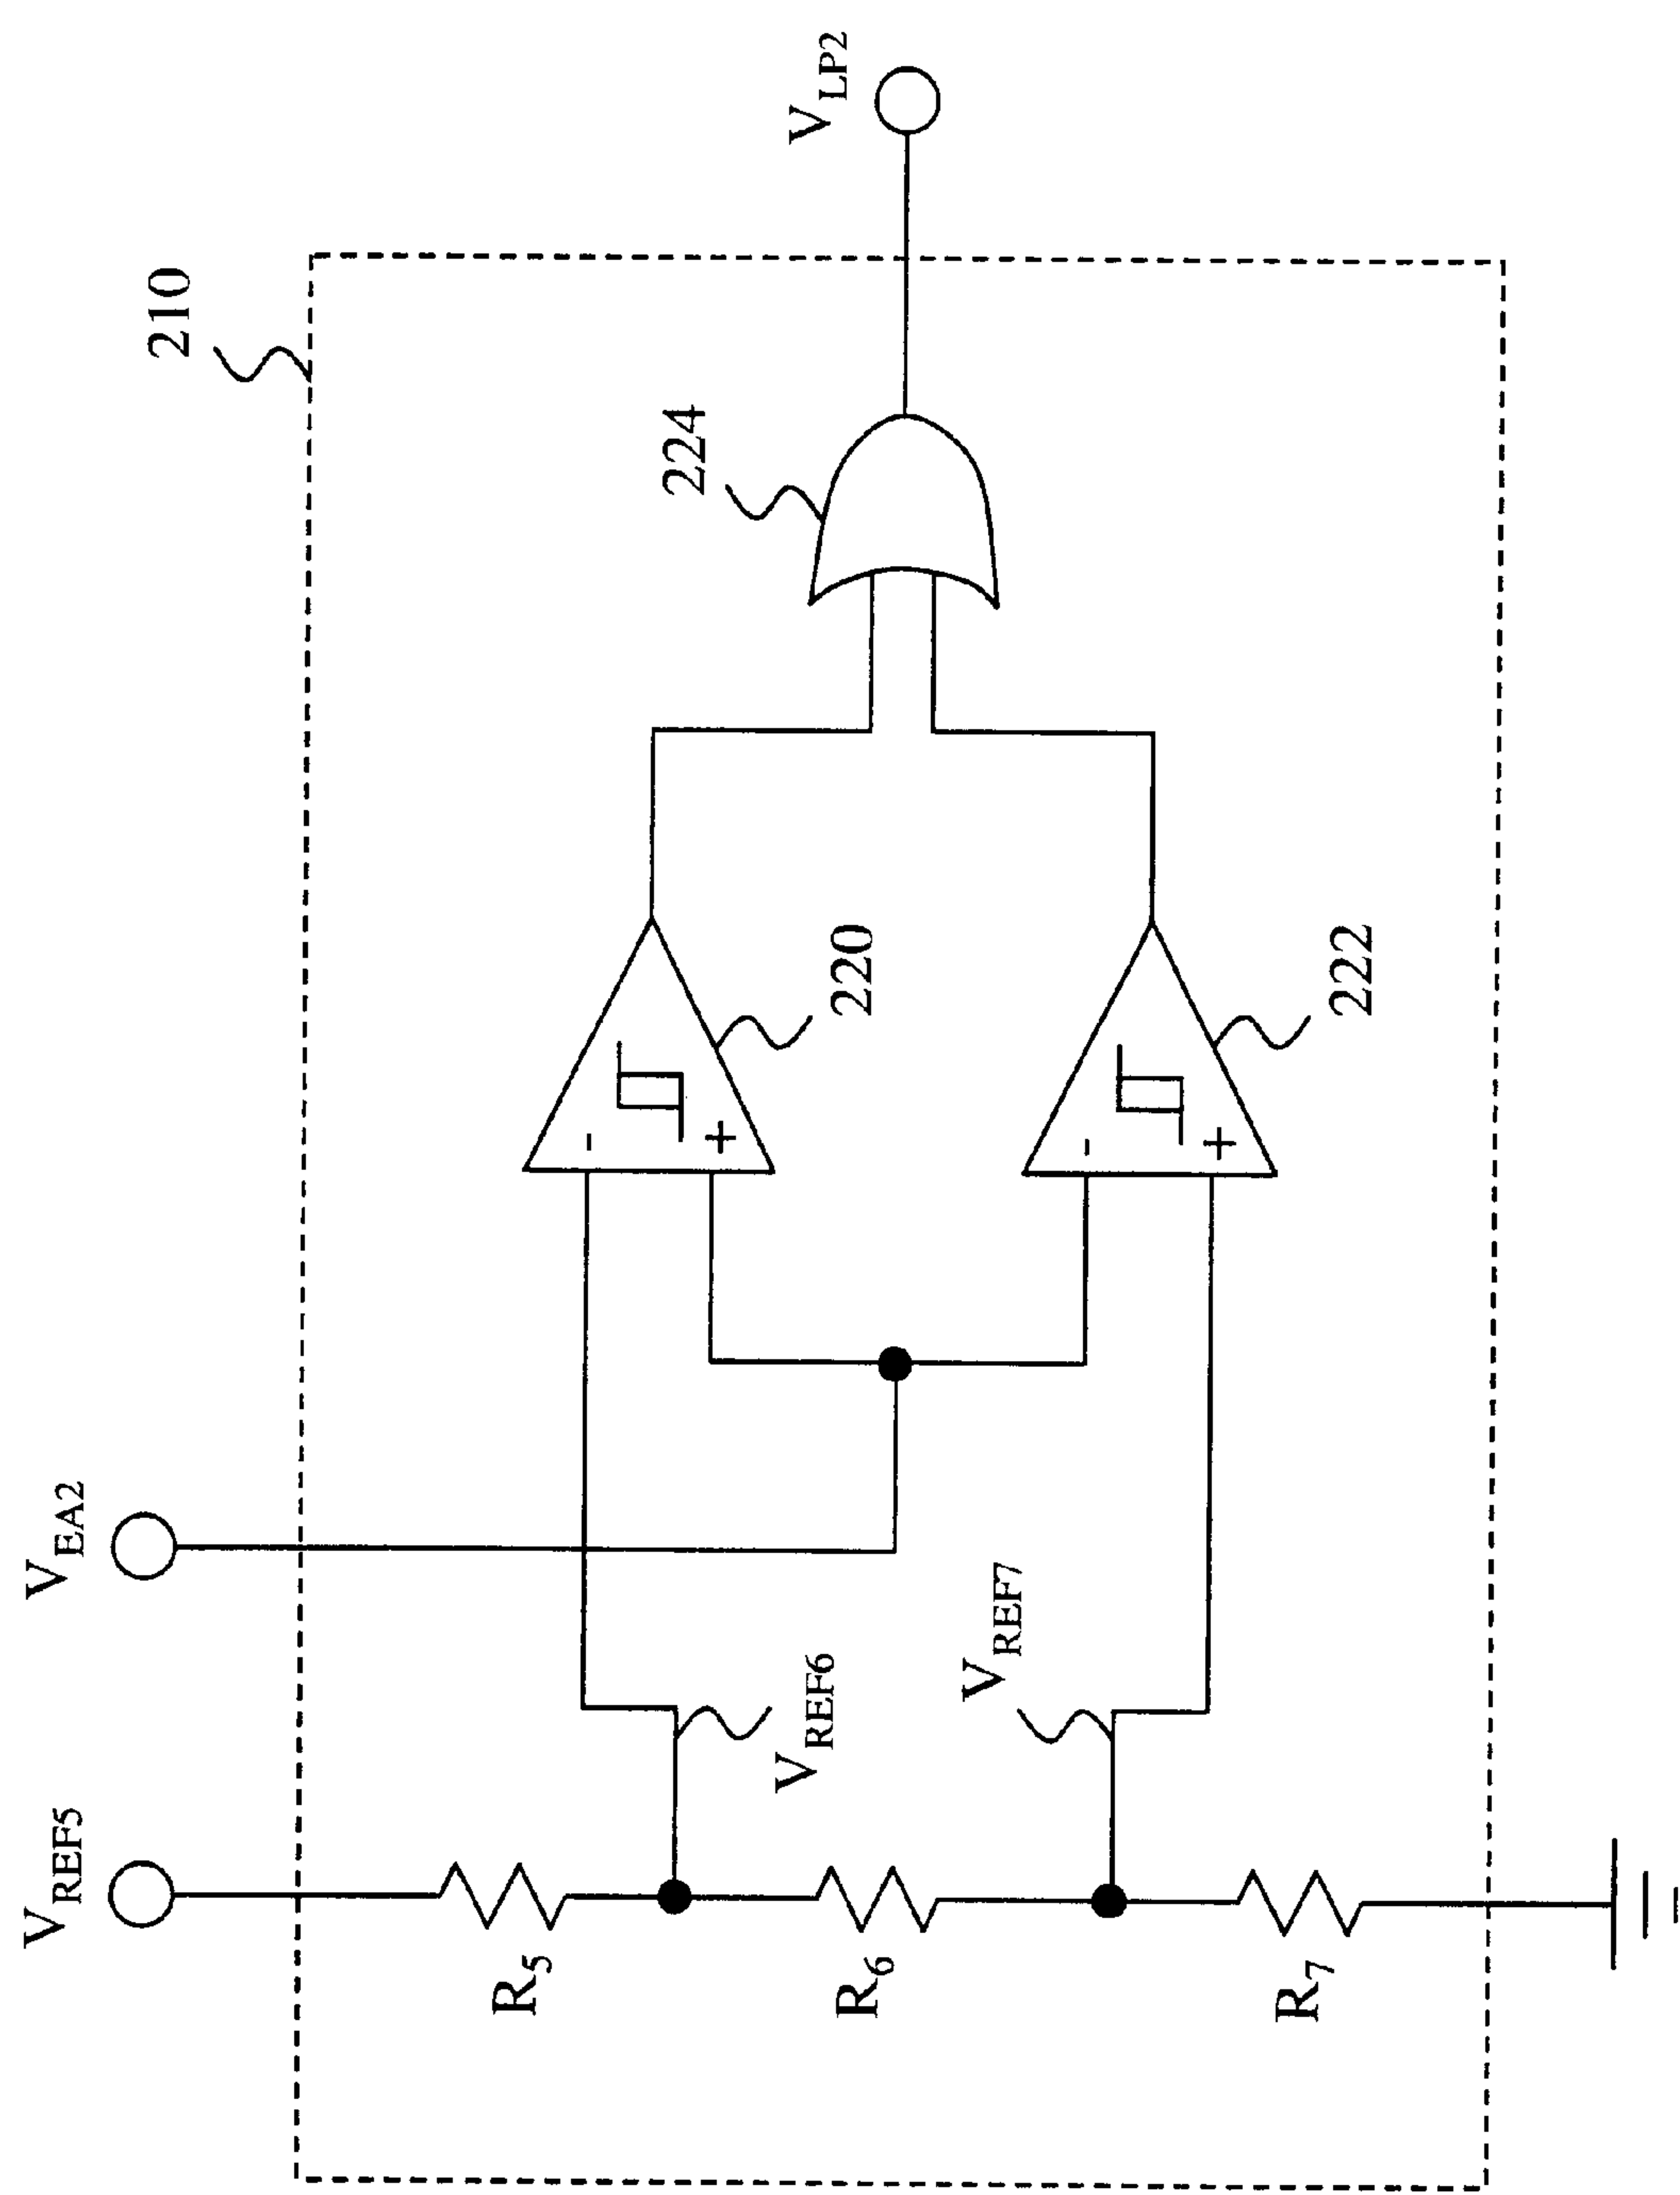 210
V_REF5
V_EA2
V_LP2
R_5
R_6
R_7
V_REF6
V_REF7
-
+
220
-
+
222
224